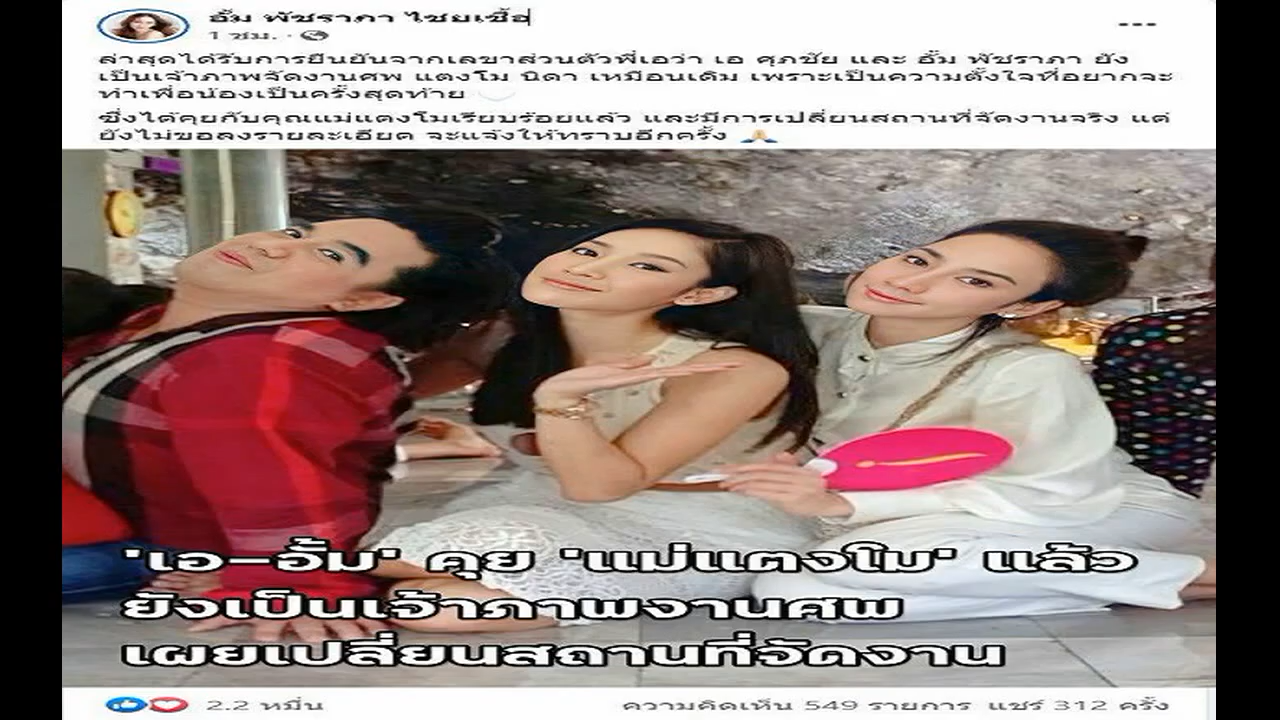 อั้ม พัชราภา ไชยเชื้อ
1 ชม. ·
ล่าสุดได้รับการยืนยันจากเลขาส่วนตัวพี่เอว่า เอ ศุภชัย และ อั้ม พัชราภา ยัง
เป็นเจ้าภาพจัดงานศพ แตงโม นิดา เหมือนเดิม เพราะเป็นความตั้งใจที่อยากจะ
ทำเพื่อน้องเป็นครั้งสุดท้าย
ซึ่งได้คุยกับคุณแม่แตงโมเรียบร้อยแล้ว และมีการเปลี่ยนสถานที่จัดงานจริง แต่
ยังไม่ขอลงรายละเอียด จะแจ้งให้ทราบอีกครั้ง 🙏
'เอ-อั้ม' คุย 'แม่แตงโม' แล้ว
ยังเป็นเจ้าภาพงานศพ
เผยเปลี่ยนสถานที่จัดงาน
2.2 หมื่น ความคิดเห็น 549 รายการ แชร์ 312 ครั้ง